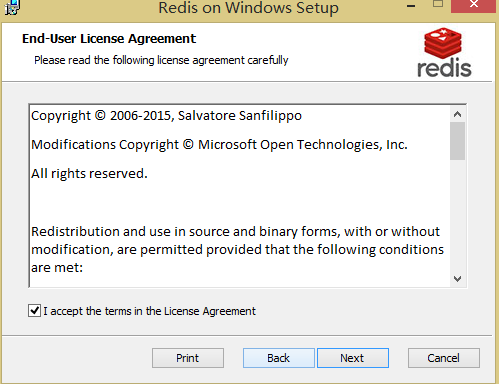 Redis on Windows Setup
End-User License Agreement
Please read the following license agreement carefully
redis
Copyright © 2006-2015, Salvatore Sanfilippo
Modifications Copyright © Microsoft Open Technologies, Inc.
All rights reserved.
Redistribution and use in source and binary forms, with or without
modification, are permitted provided that the following conditions
are met:
I accept the terms in the License Agreement
Print
Back
Next
Cancel